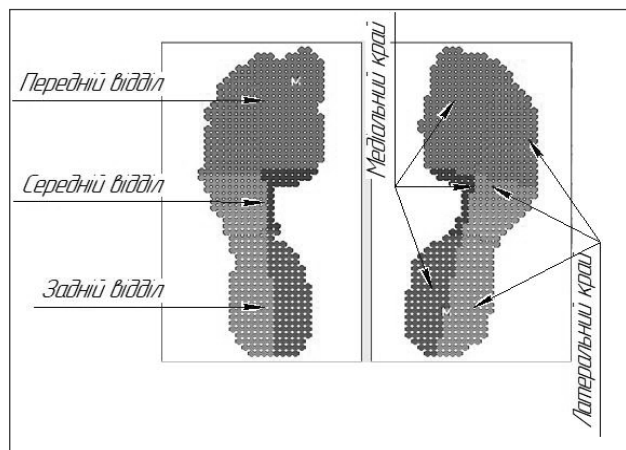 Передній відділ
Середній відділ
Задній відділ
М
Медіальний край
М
Латеральний край